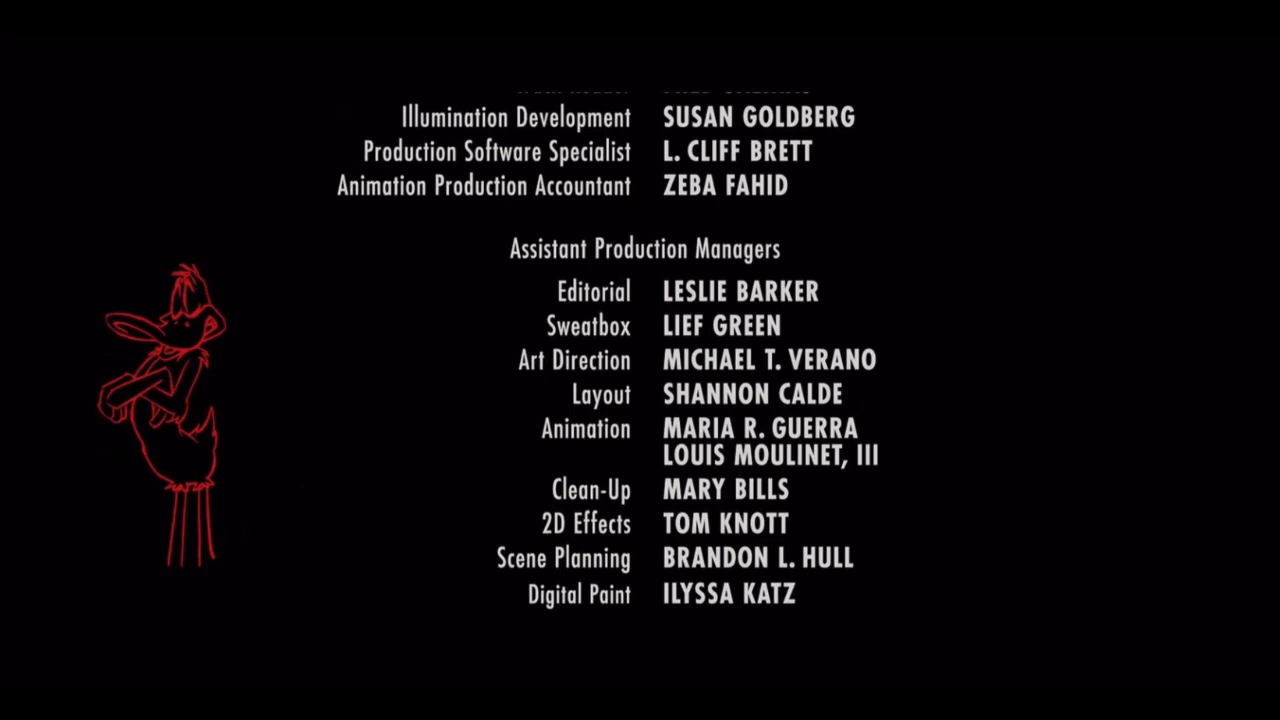 Illumination Development SUSAN GOLDBERG
Production Software Specialist L. CLIFF BRETT
Animation Production Accountant ZEBA FAHID
Assistant Production Managers
Editorial LESLIE BARKER
Sweatbox LIEF GREEN
Art Direction MICHAEL T. VERANO
Layout SHANNON CALDE
Animation MARIA R. GUERRA
LOUIS MOULINET, III
Clean-Up MARY BILLS
2D Effects TOM KNOTT
Scene Planning BRANDON L. HULL
Digital Paint ILYSSA KATZ